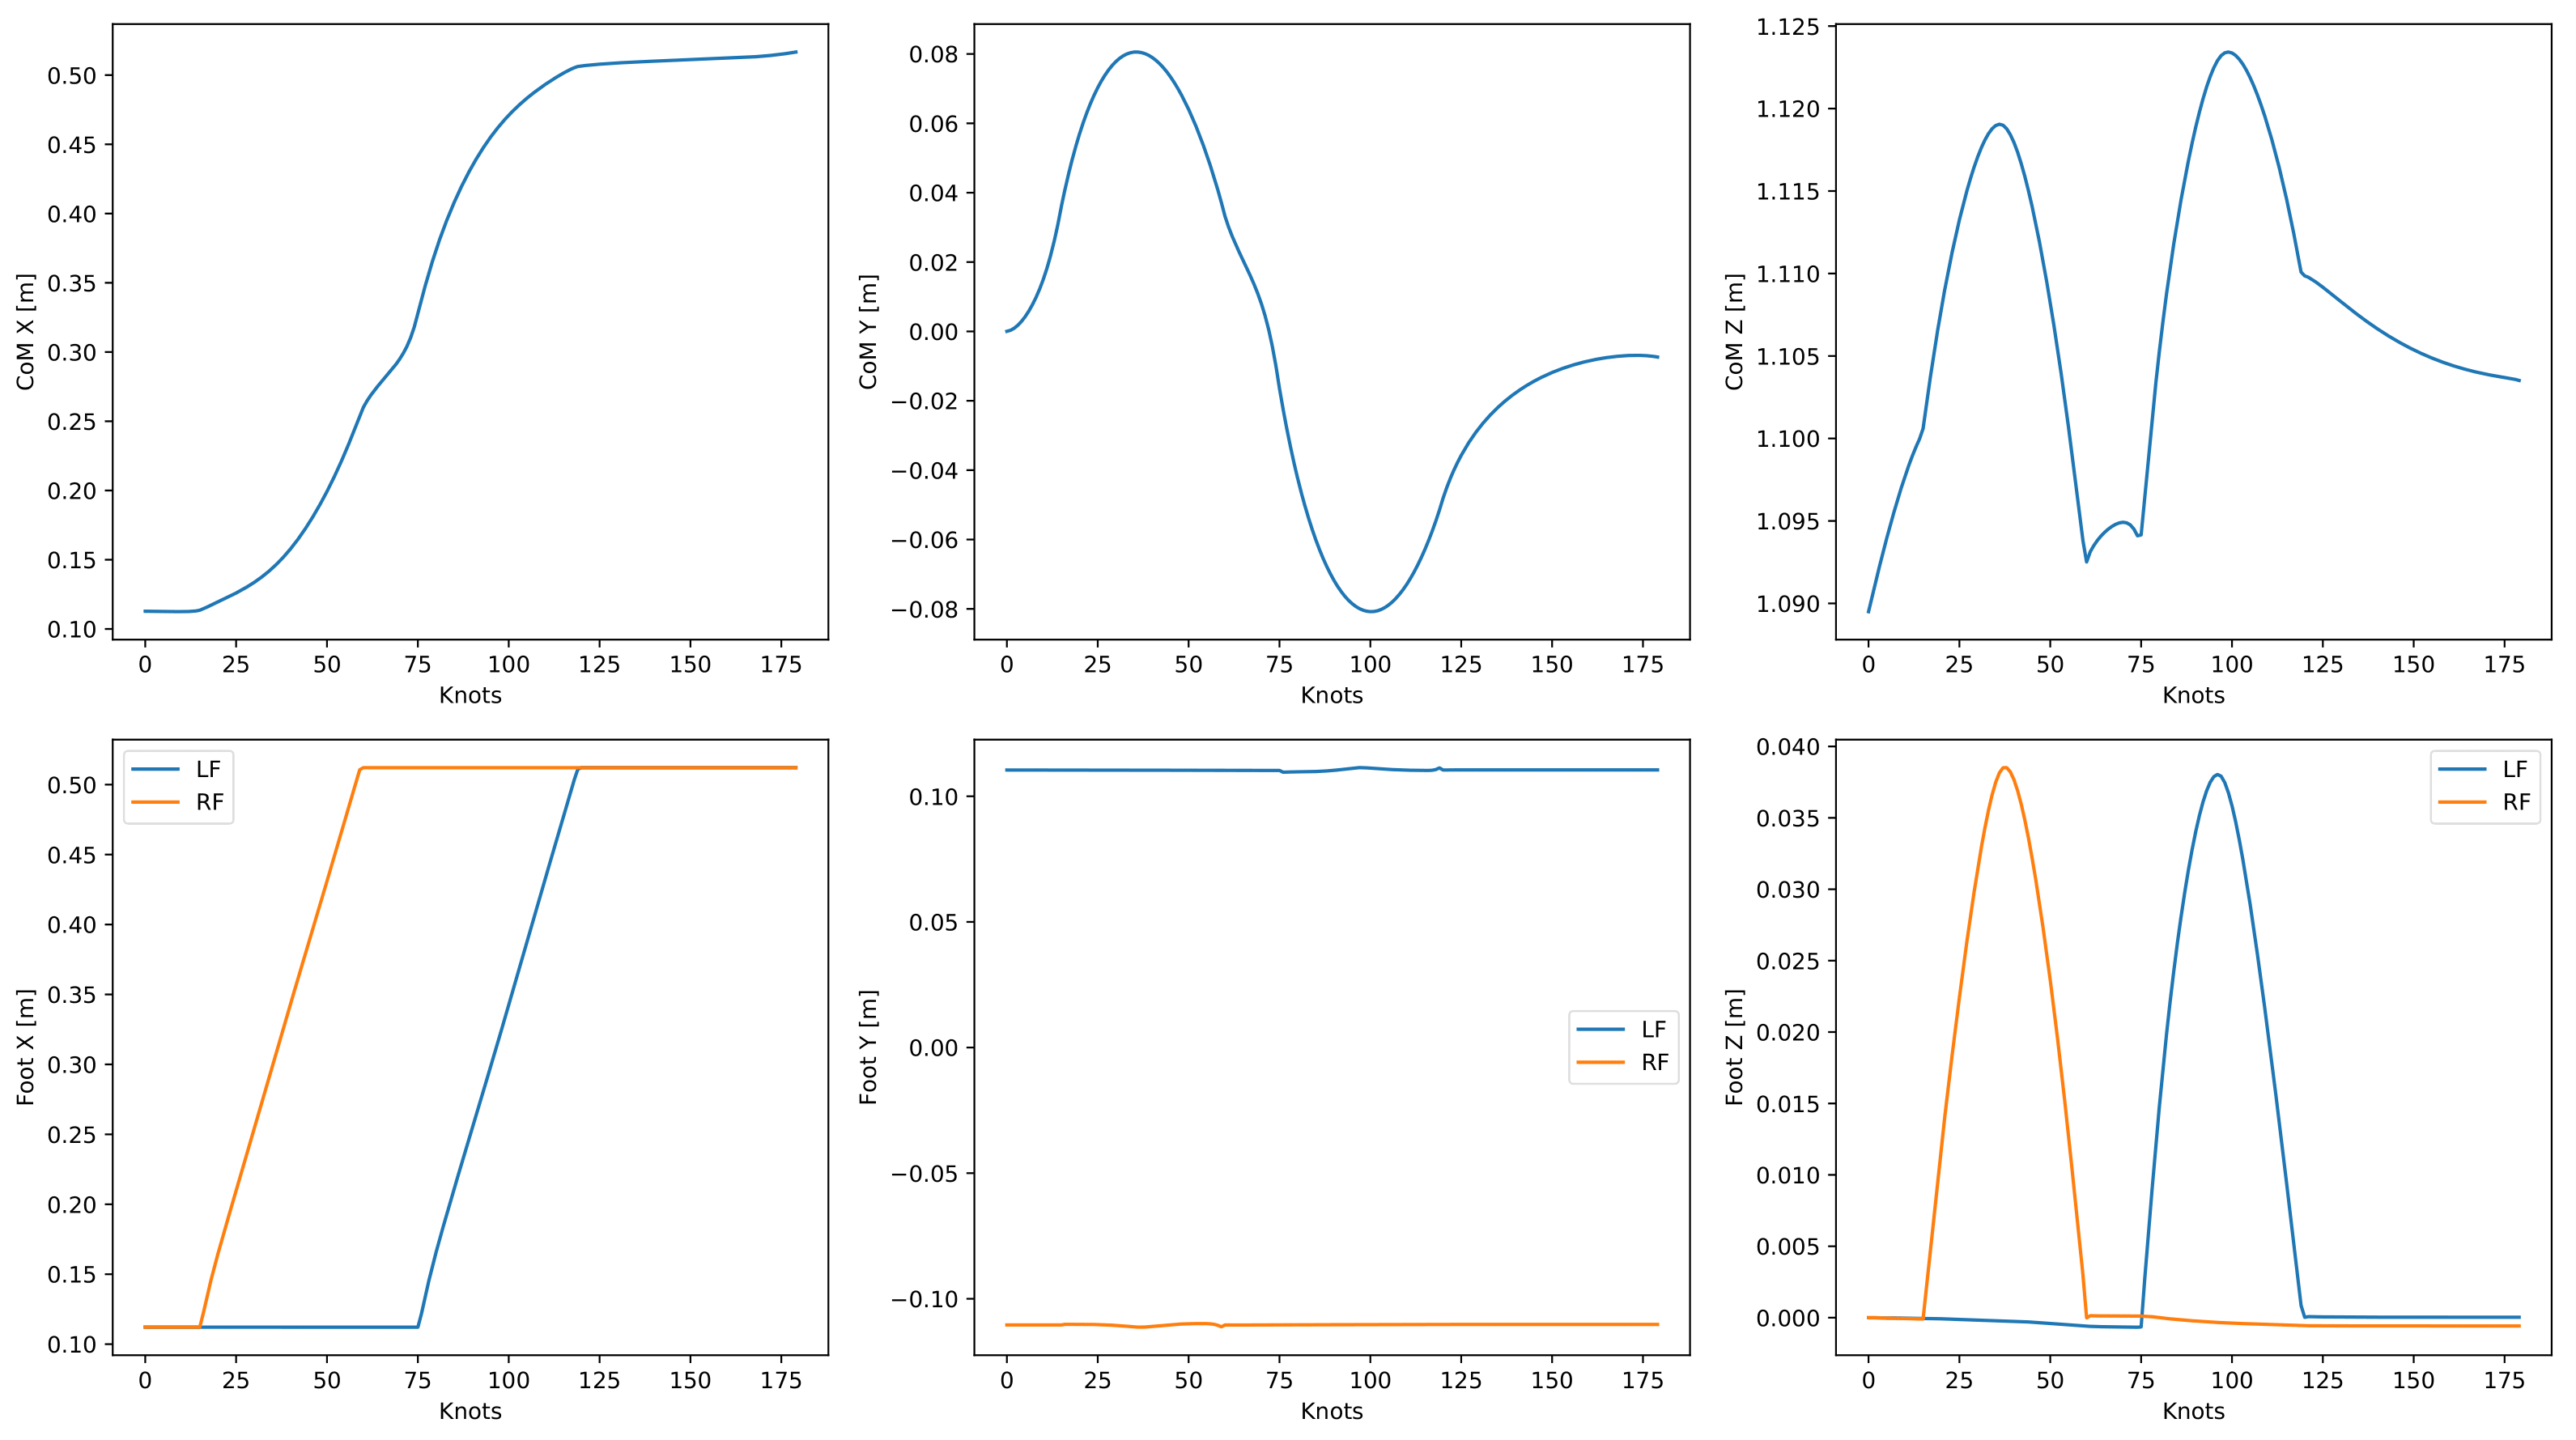 0.50
0.45
0.40
0.35
0.30
0.25
0.20
0.15
0.10
CoM X [m]
0 25 50 75 100 125 150 175
Knots
0.08
0.06
0.04
0.02
0.00
−0.02
−0.04
−0.06
−0.08
CoM Y [m]
0 25 50 75 100 125 150 175
Knots
1.125
1.120
1.115
1.110
1.105
1.100
1.095
1.090
CoM Z [m]
0 25 50 75 100 125 150 175
Knots
LF
RF
0.50
0.45
0.40
0.35
0.30
0.25
0.20
0.15
0.10
Foot X [m]
0 25 50 75 100 125 150 175
Knots
0.10
0.05
0.00
−0.05
−0.10
Foot Y [m]
LF
RF
0 25 50 75 100 125 150 175
Knots
0.040
0.035
0.030
0.025
0.020
0.015
0.010
0.005
0.000
Foot Z [m]
LF
RF
0 25 50 75 100 125 150 175
Knots